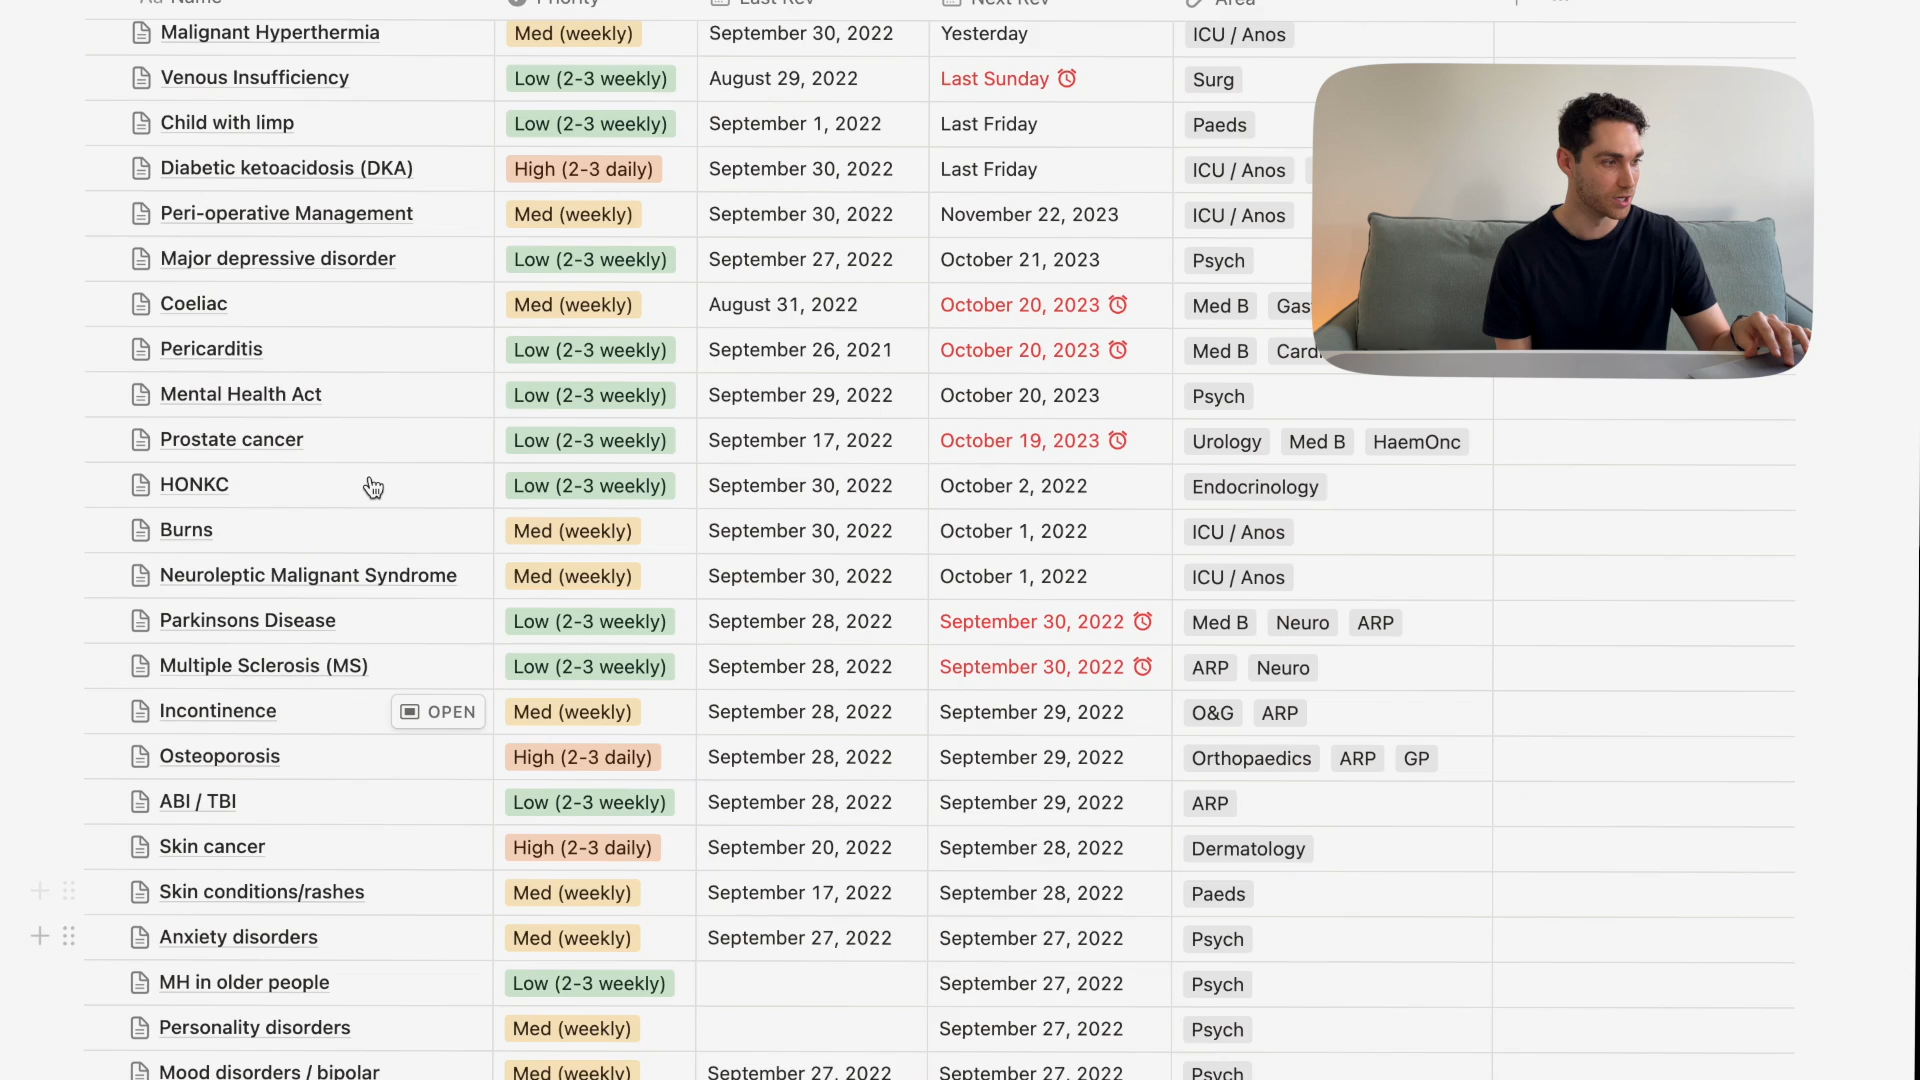 Aa Name Priority Last Rev Next Rev Area
Malignant Hyperthermia Med (weekly) September 30, 2022 Yesterday ICU / Anos
Venous Insufficiency Low (2-3 weekly) August 29, 2022 Last Sunday Surg
Child with limp Low (2-3 weekly) September 1, 2022 Last Friday Paeds
Diabetic ketoacidosis (DKA) High (2-3 daily) September 30, 2022 Last Friday ICU / Anos
Peri-operative Management Med (weekly) September 30, 2022 November 22, 2023 ICU / Anos
Major depressive disorder Low (2-3 weekly) September 27, 2022 October 21, 2023 Psych
Coeliac Med (weekly) August 31, 2022 October 20, 2023 Med B Gas
Pericarditis Low (2-3 weekly) September 26, 2021 October 20, 2023 Med B Card
Mental Health Act Low (2-3 weekly) September 29, 2022 October 20, 2023 Psych
Prostate cancer Low (2-3 weekly) September 17, 2022 October 19, 2023 Urology Med B HaemOnc
HONKC Low (2-3 weekly) September 30, 2022 October 2, 2022 Endocrinology
Burns Med (weekly) September 30, 2022 October 1, 2022 ICU / Anos
Neuroleptic Malignant Syndrome Med (weekly) September 30, 2022 October 1, 2022 ICU / Anos
Parkinsons Disease Low (2-3 weekly) September 28, 2022 September 30, 2022 Med B Neuro ARP
Multiple Sclerosis (MS) Low (2-3 weekly) September 28, 2022 September 30, 2022 ARP Neuro
Incontinence OPEN Med (weekly) September 28, 2022 September 29, 2022 O&G ARP
Osteoporosis High (2-3 daily) September 28, 2022 September 29, 2022 Orthopaedics ARP GP
ABI / TBI Low (2-3 weekly) September 28, 2022 September 29, 2022 ARP
Skin cancer High (2-3 daily) September 20, 2022 September 28, 2022 Dermatology
Skin conditions/rashes Med (weekly) September 17, 2022 September 28, 2022 Paeds
Anxiety disorders Med (weekly) September 27, 2022 September 27, 2022 Psych
MH in older people Low (2-3 weekly) September 27, 2022 Psych
Personality disorders Med (weekly) September 27, 2022 Psych
Mood disorders / bipolar Med (weekly) September 27, 2022 September 27, 2022 Psych